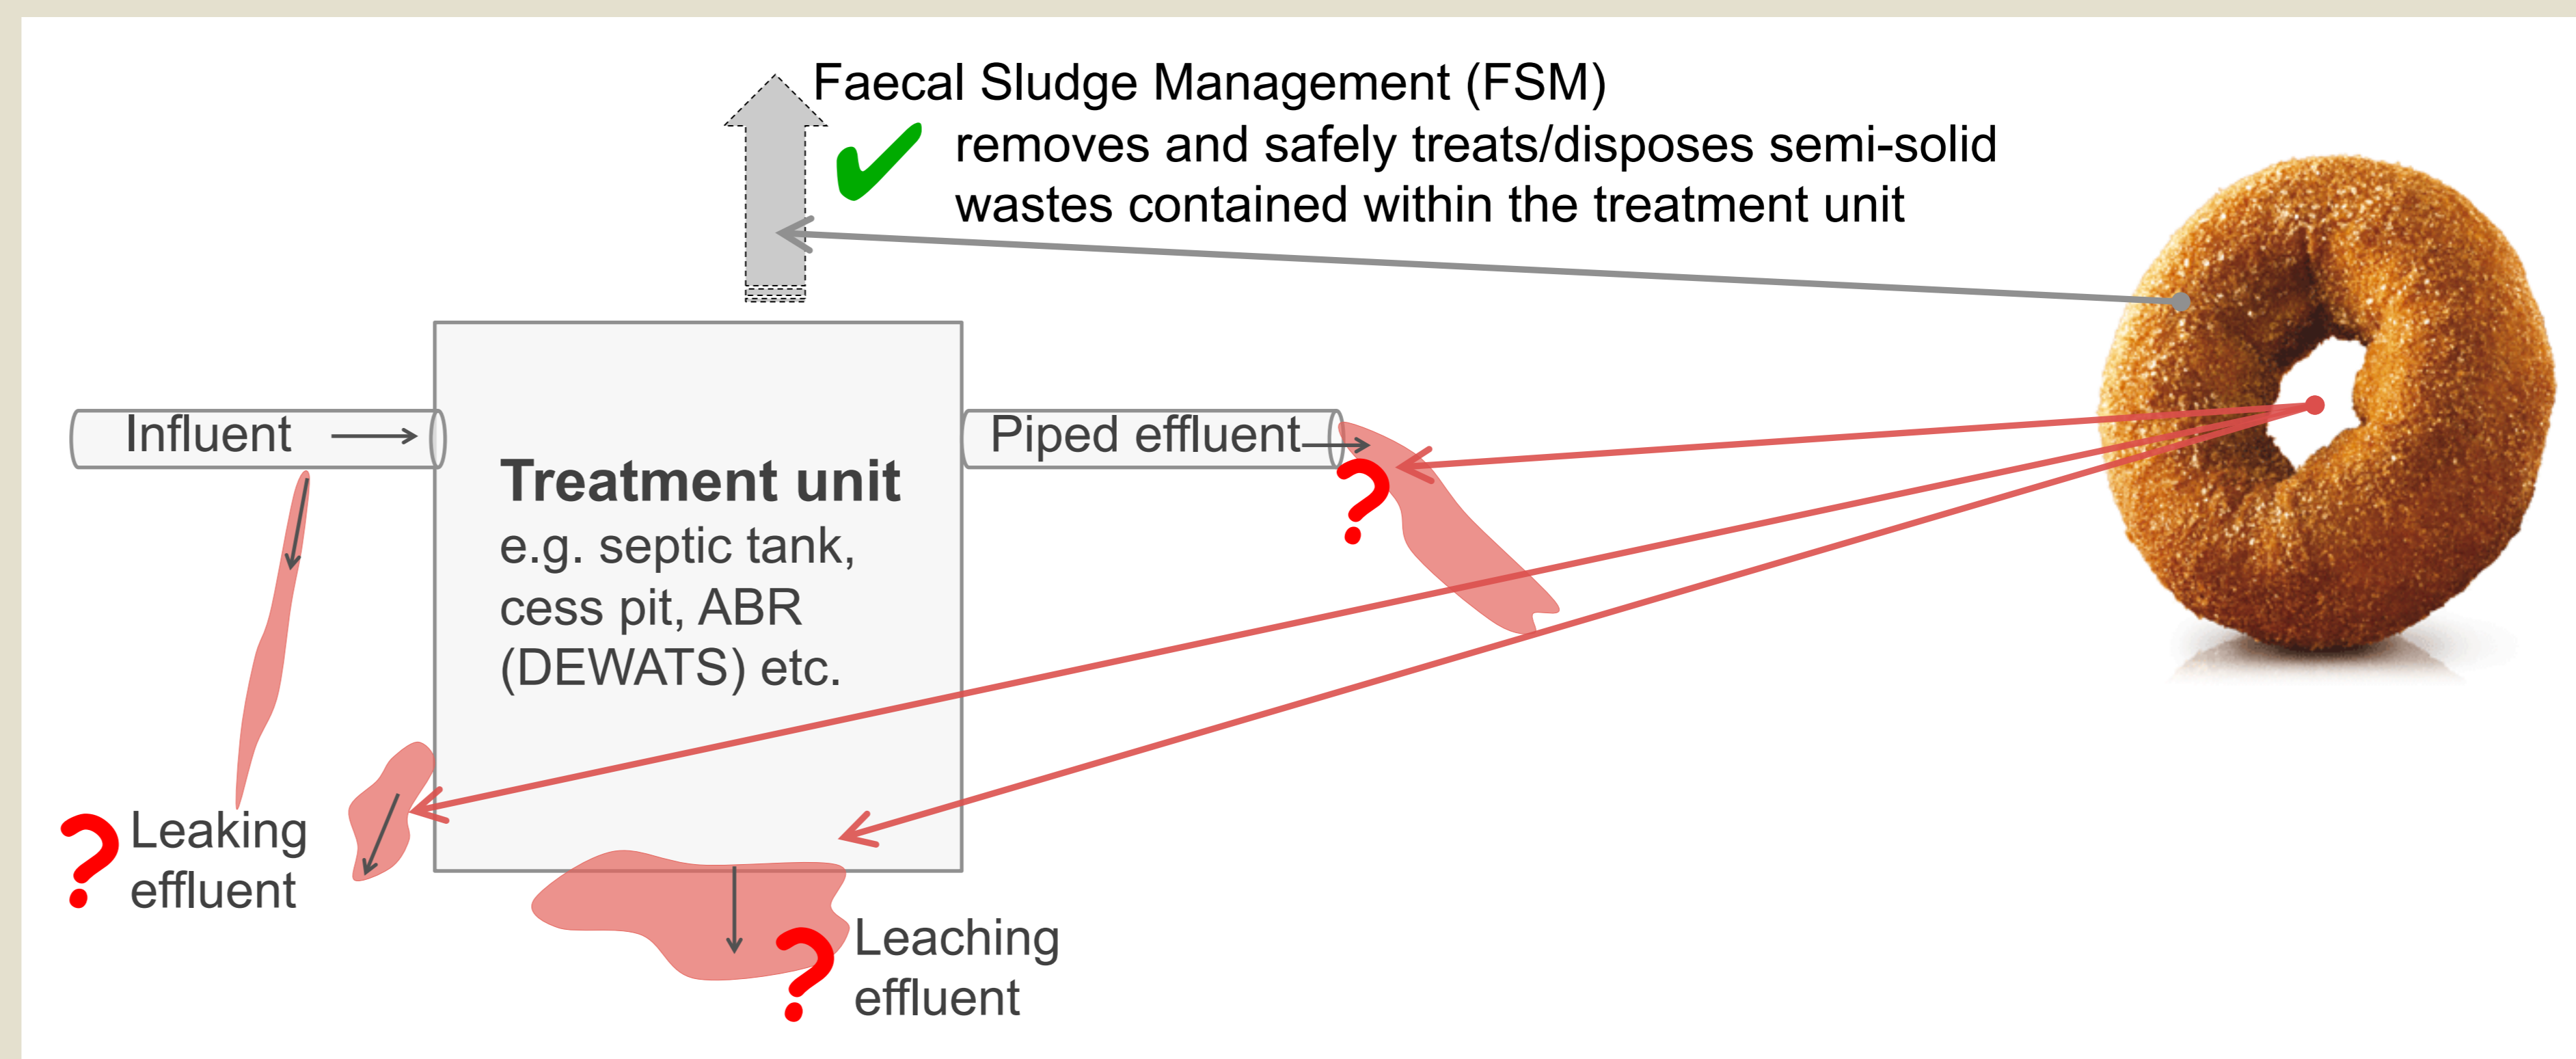 Faecal Sludge Management (FSM)
✔ removes and safely treats/disposes semi-solid
wastes contained within the treatment unit
Influent
Piped effluent
Treatment unit
e.g. septic tank,
cess pit, ABR
(DEWATS) etc.
?
? Leaking
effluent
? Leaching
effluent